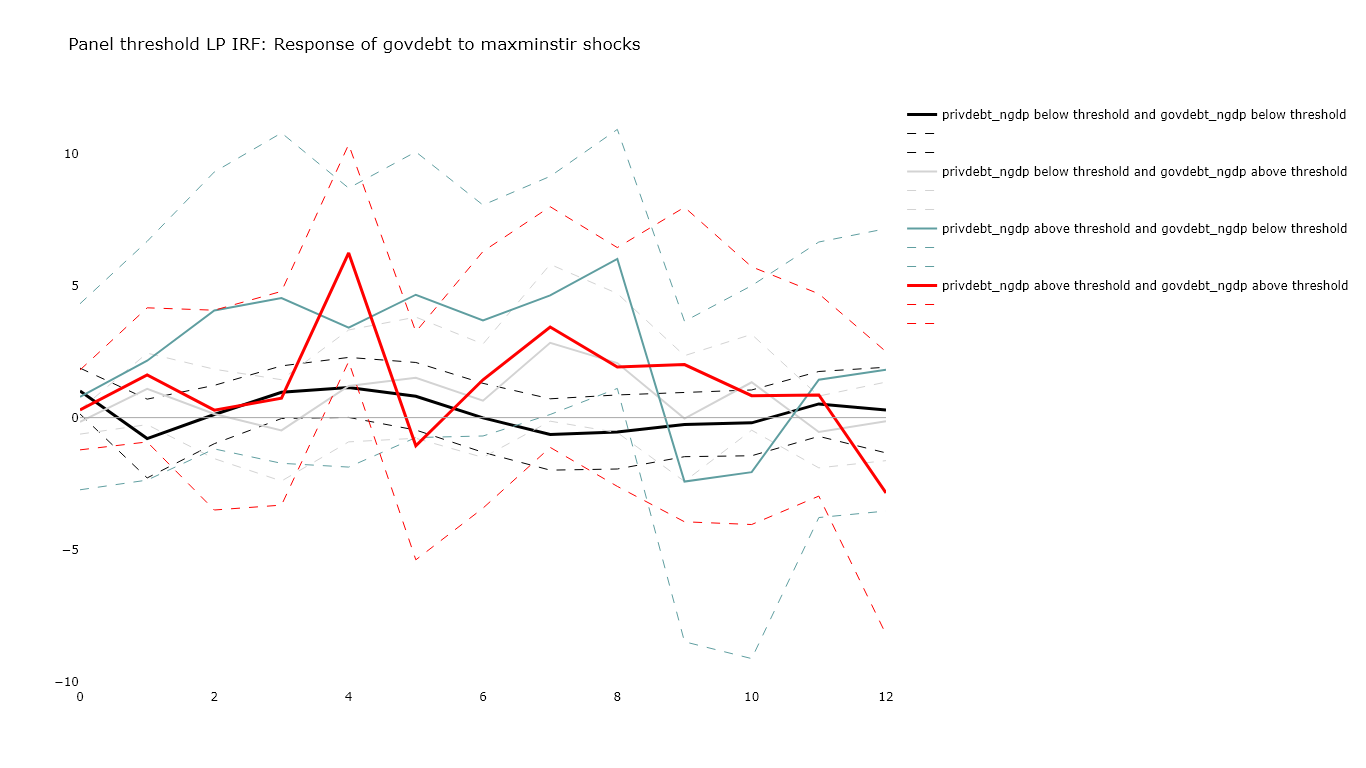 Panel threshold LP IRF: Response of govdebt to maxminstir shocks
privdebt_ngdp below threshold and govdebt_ngdp below threshold
privdebt_ngdp below threshold and govdebt_ngdp above threshold
privdebt_ngdp above threshold and govdebt_ngdp below threshold
privdebt_ngdp above threshold and govdebt_ngdp above threshold
10
5
0
−5
−10
0 2 4 6 8 10 12